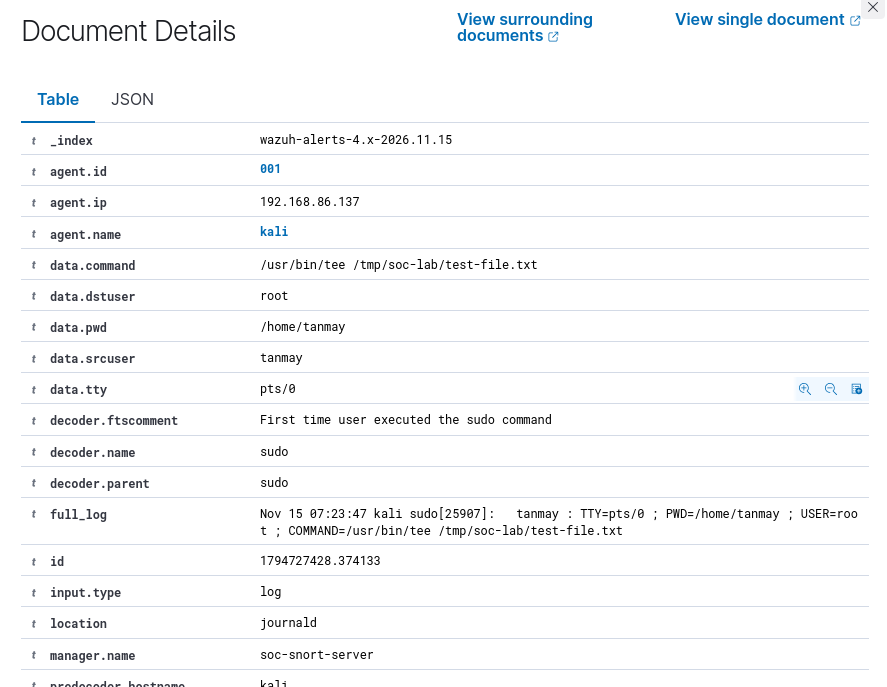 Document Details
View surrounding
documents
View single document
Table
JSON
t _index wazuh-alerts-4.x-2026.11.15
t agent.id 001
t agent.ip 192.168.86.137
t agent.name kali
t data.command /usr/bin/tee /tmp/soc-lab/test-file.txt
t data.dstuser root
t data.pwd /home/tanmay
t data.srcuser tanmay
t data.tty pts/0
t decoder.ftscomment First time user executed the sudo command
t decoder.name sudo
t decoder.parent sudo
t full_log Nov 15 07:23:47 kali sudo[25907]:   tanmay : TTY=pts/0 ; PWD=/home/tanmay ; USER=roo
t ; COMMAND=/usr/bin/tee /tmp/soc-lab/test-file.txt
t id 1794727428.374133
t input.type log
t location journald
t manager.name soc-snort-server
t predecoder.hostname kali